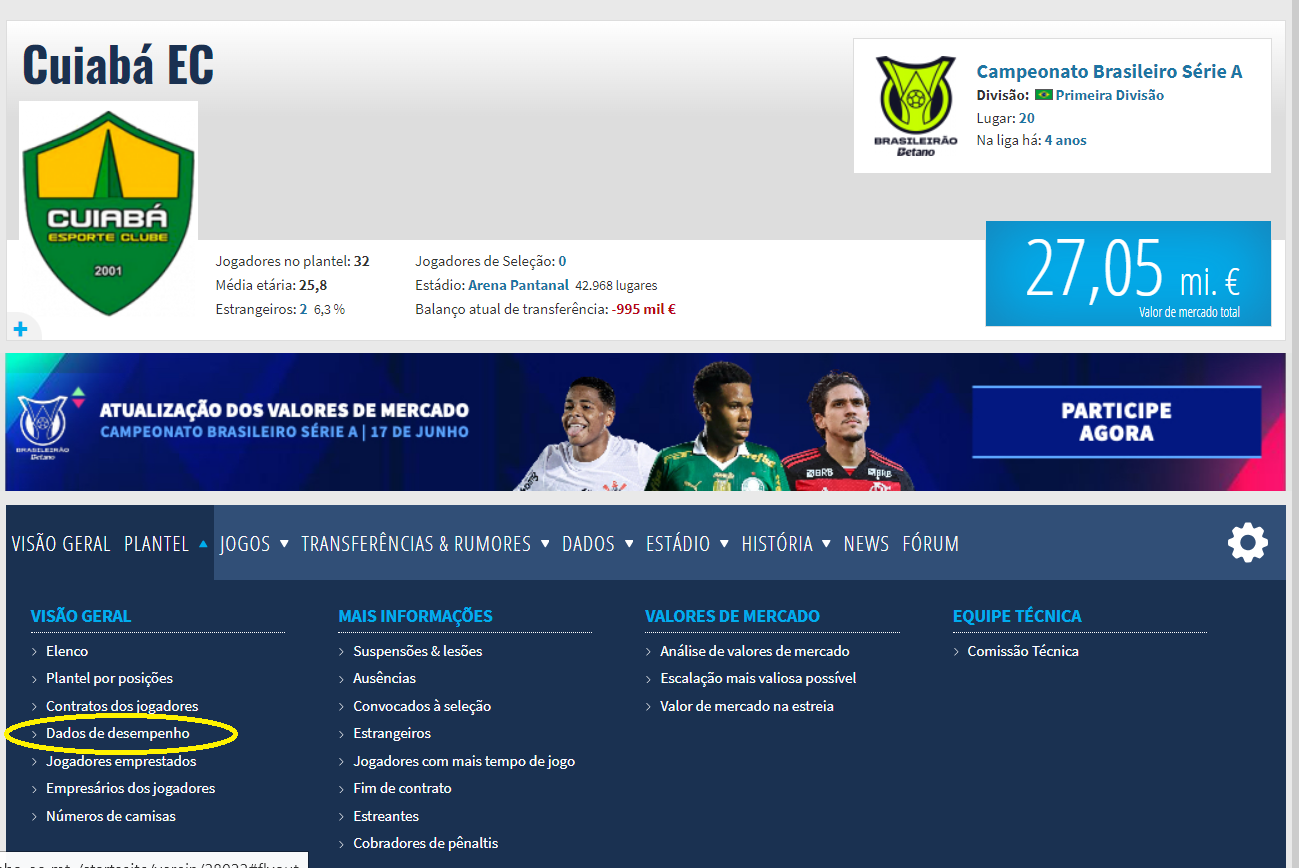 Cuiabá EC
CUIABÁ
ESPORTE CLUBE
2001
BRASILEIRÃO
Betano
Campeonato Brasileiro Série A
Divisão: Primeira Divisão
Lugar: 20
Na liga há: 4 anos
Jogadores no plantel: 32
Média etária: 25,8
Estrangeiros: 2 6,3 %
Jogadores de Seleção: 0
Estádio: Arena Pantanal 42.968 lugares
Balanço atual de transferência: -995 mil €
27,05 mi. €
Valor de mercado total
BRASILEIRÃO
Betano
ATUALIZAÇÃO DOS VALORES DE MERCADO
CAMPEONATO BRASILEIRO SÉRIE A | 17 DE JUNHO
PARTICIPE
AGORA
VISÃO GERAL PLANTEL JOGOS TRANSFERÊNCIAS & RUMORES DADOS ESTÁDIO HISTÓRIA NEWS FÓRUM
VISÃO GERAL
Elenco
Plantel por posições
Contratos dos jogadores
Dados de desempenho
Jogadores emprestados
Empresários dos jogadores
Números de camisas
MAIS INFORMAÇÕES
Suspensões & lesões
Ausências
Convocados à seleção
Estrangeiros
Jogadores com mais tempo de jogo
Fim de contrato
Estreantes
Cobradores de pênaltis
VALORES DE MERCADO
Análise de valores de mercado
Escalação mais valiosa possível
Valor de mercado na estreia
EQUIPE TÉCNICA
Comissão Técnica